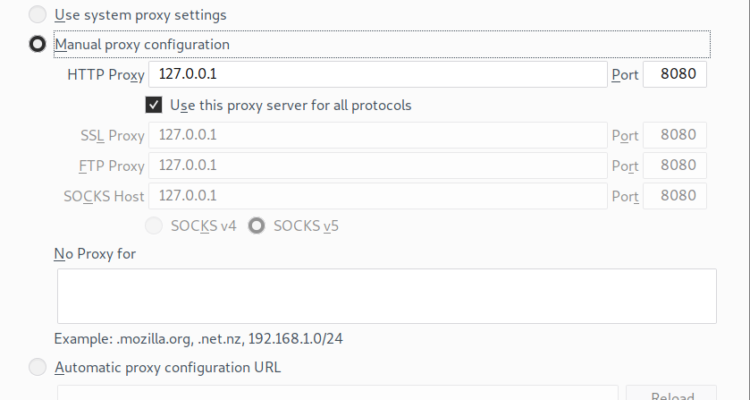 Use system proxy settings
Manual proxy configuration
HTTP Proxy 127.0.0.1 Port 8080
Use this proxy server for all protocols
SSL Proxy 127.0.0.1 Port 8080
FTP Proxy 127.0.0.1 Port 8080
SOCKS Host 127.0.0.1 Port 8080
SOCKS v4 SOCKS v5
No Proxy for
Example: .mozilla.org, .net.nz, 192.168.1.0/24
Automatic proxy configuration URL
Reload